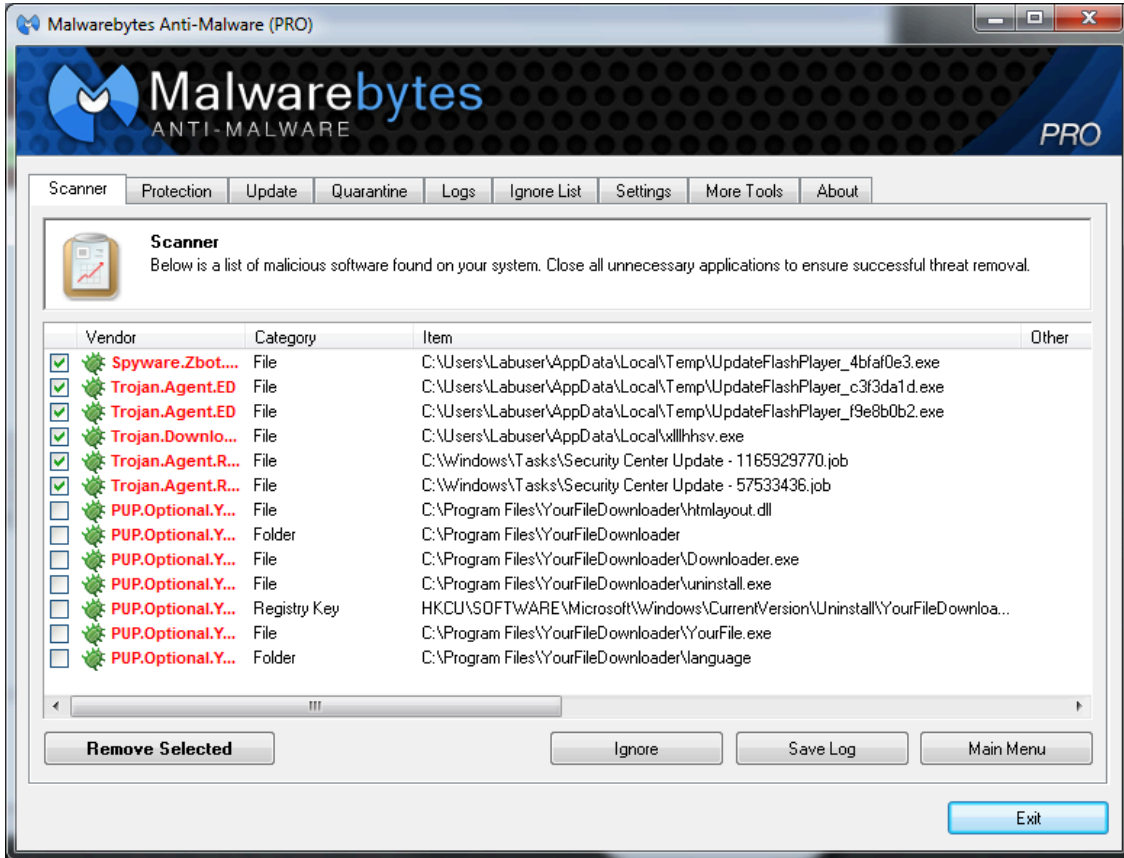 Malwarebytes Anti-Malware (PRO)
Malwarebytes
ANTI-MALWARE
PRO
Scanner Protection Update Quarantine Logs Ignore List Settings More Tools About
Scanner
Below is a list of malicious software found on your system. Close all unnecessary applications to ensure successful threat removal.
Vendor Category Item Other
Spyware.Zbot.... File C:\Users\Labuser\AppData\Local\Temp\UpdateFlashPlayer_4bfaf0e3.exe
Trojan.Agent.ED File C:\Users\Labuser\AppData\Local\Temp\UpdateFlashPlayer_c3f3da1d.exe
Trojan.Agent.ED File C:\Users\Labuser\AppData\Local\Temp\UpdateFlashPlayer_f9e8b0b2.exe
Trojan.Downlo... File C:\Users\Labuser\AppData\Local\xlllhhsv.exe
Trojan.Agent.R... File C:\Windows\Tasks\Security Center Update - 1165929770.job
Trojan.Agent.R... File C:\Windows\Tasks\Security Center Update - 57533436.job
PUP.Optional.Y... File C:\Program Files\YourFileDownloader\htmlayout.dll
PUP.Optional.Y... Folder C:\Program Files\YourFileDownloader
PUP.Optional.Y... File C:\Program Files\YourFileDownloader\Downloader.exe
PUP.Optional.Y... File C:\Program Files\YourFileDownloader\uninstall.exe
PUP.Optional.Y... Registry Key HKCU\SOFTWARE\Microsoft\Windows\CurrentVersion\Uninstall\YourFileDownloa...
PUP.Optional.Y... File C:\Program Files\YourFileDownloader\YourFile.exe
PUP.Optional.Y... Folder C:\Program Files\YourFileDownloader\language
Remove Selected Ignore Save Log Main Menu
Exit